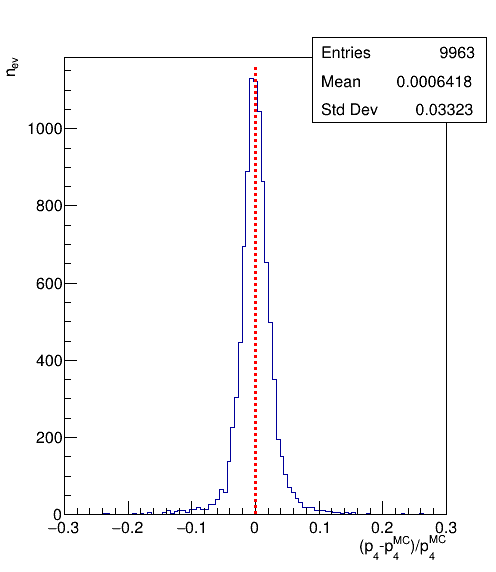 n_ev
Entries 9963
Mean 0.0006418
Std Dev 0.03323
1000
800
600
400
200
0
−0.3 −0.2 −0.1 0 0.1 0.2 0.3
(p_4-p_4^MC)/p_4^MC